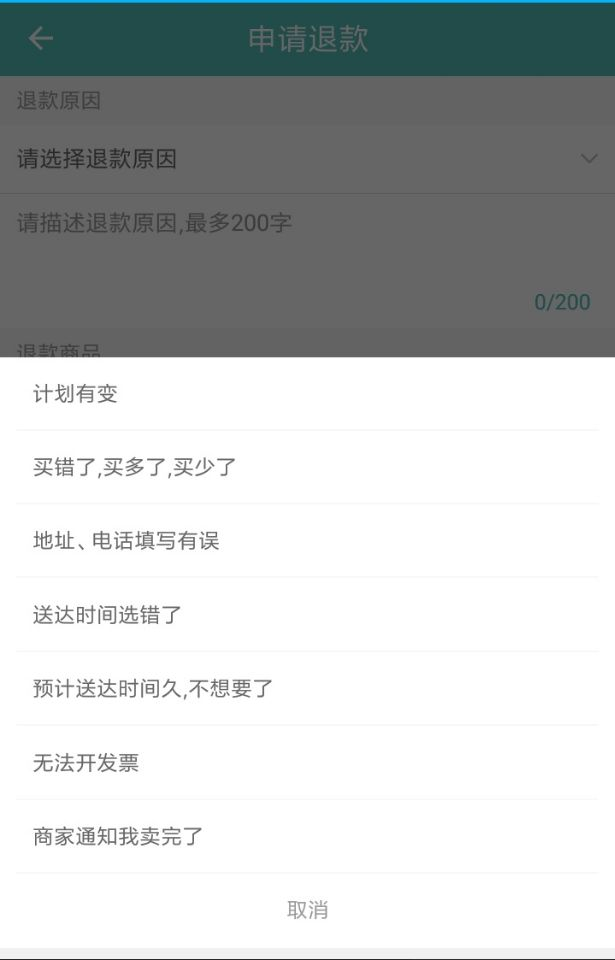 申请退款
退款原因
请选择退款原因
请描述退款原因,最多200字
0/200
退款商品
计划有变
买错了,买多了,买少了
地址、电话填写有误
送达时间选错了
预计送达时间久,不想要了
无法开发票
商家通知我卖完了
取消